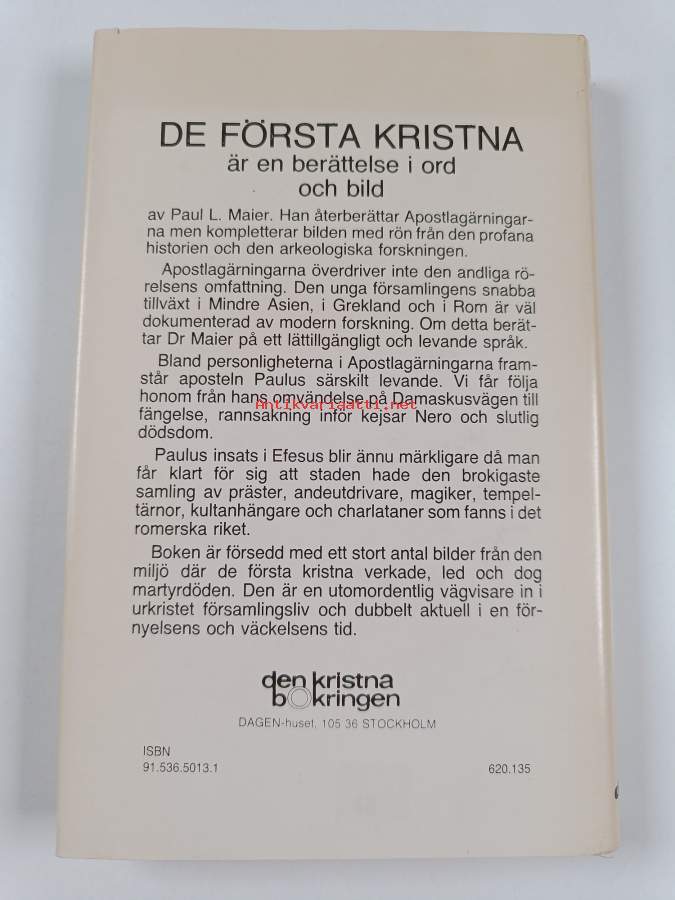 DE FÖRSTA KRISTNA
är en berättelse i ord
och bild
av Paul L. Maier. Han återberättar Apostlagärningar-
na men kompletterar bilden med rön från den profana
historien och den arkeologiska forskningen.
Apostlagärningarna överdriver inte den andliga rö-
relsens omfattning. Den unga församlingens snabba
tillväxt i Mindre Asien, i Grekland och i Rom är väl
dokumenterad av modern forskning. Om detta berät-
tar Dr Maier på ett lättillgängligt och levande språk.
Bland personligheterna i Apostlagärningarna fram-
står aposteln Paulus särskilt levande. Vi får följa
honom från hans omvändelse på Damaskusvägen till
Antikvariaatti.net
fängelse, rannsakning inför kejsar Nero och slutlig
dödsdom.
Paulus insats i Efesus blir ännu märkligare då man
får klart för sig att staden hade den brokigaste
samling av präster, andeutdrivare, magiker, tempel-
tärnor, kultanhängare och charlataner som fanns i det
romerska riket.
Boken är försedd med ett stort antal bilder från den
miljö där de första kristna verkade, led och dog
martyrdöden. Den är en utomordentlig vägvisare in i
urkristet församlingsliv och dubbelt aktuell i en för-
nyelsens och väckelsens tid.
den kristna
bokringen
DAGEN-huset, 105 36 STOCKHOLM
ISBN
91.536.5013.1
620.135